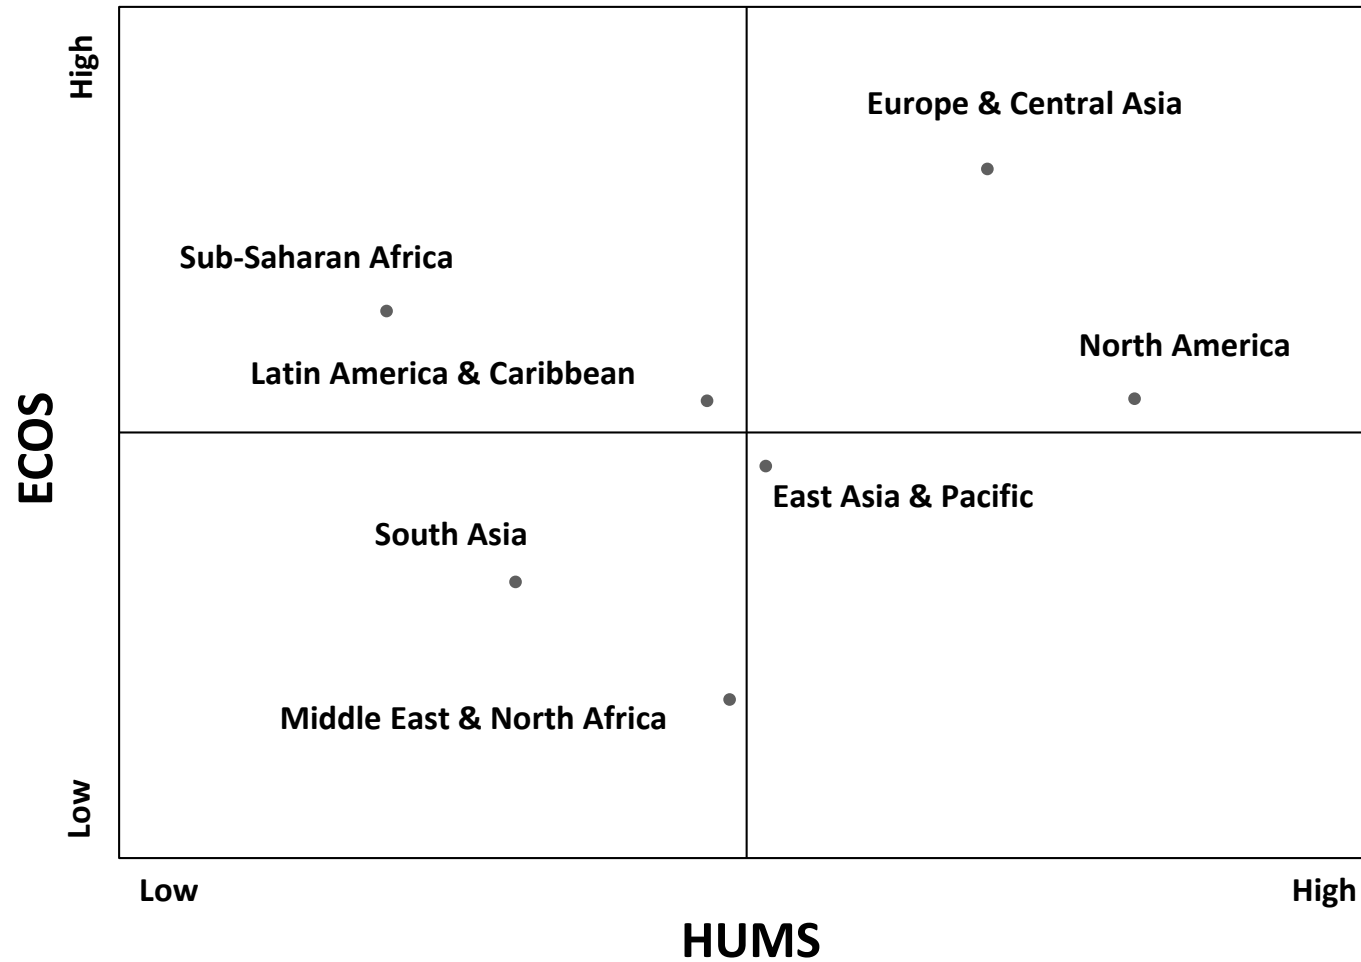 High
Europe & Central Asia
Sub-Saharan Africa
North America
Latin America & Caribbean
ECOS
East Asia & Pacific
South Asia
Middle East & North Africa
Low
Low
High
HUMS